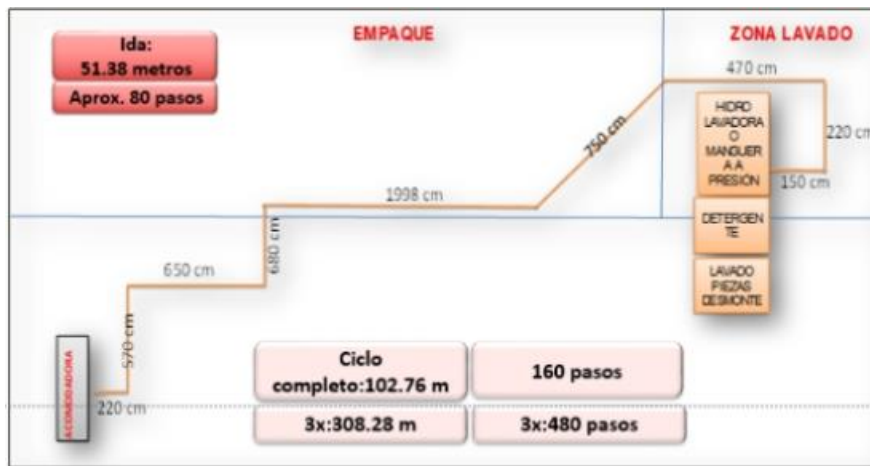 Ida:
51.38 metros
Aprox. 80 pasos
EMPAQUE
ZONA LAVADO
470 cm
HIDRO
LAVADORA
O
MANGUER
A A
PRESION
220 cm
150 cm
750 cm
1998 cm
680 cm
650 cm
570 cm
220 cm
DETERGEN
TE
LAVADO
PIEZAS
DESMONTE
ACOMODADORA
Ciclo
completo:102.76 m
160 pasos
3x:308.28 m
3x:480 pasos